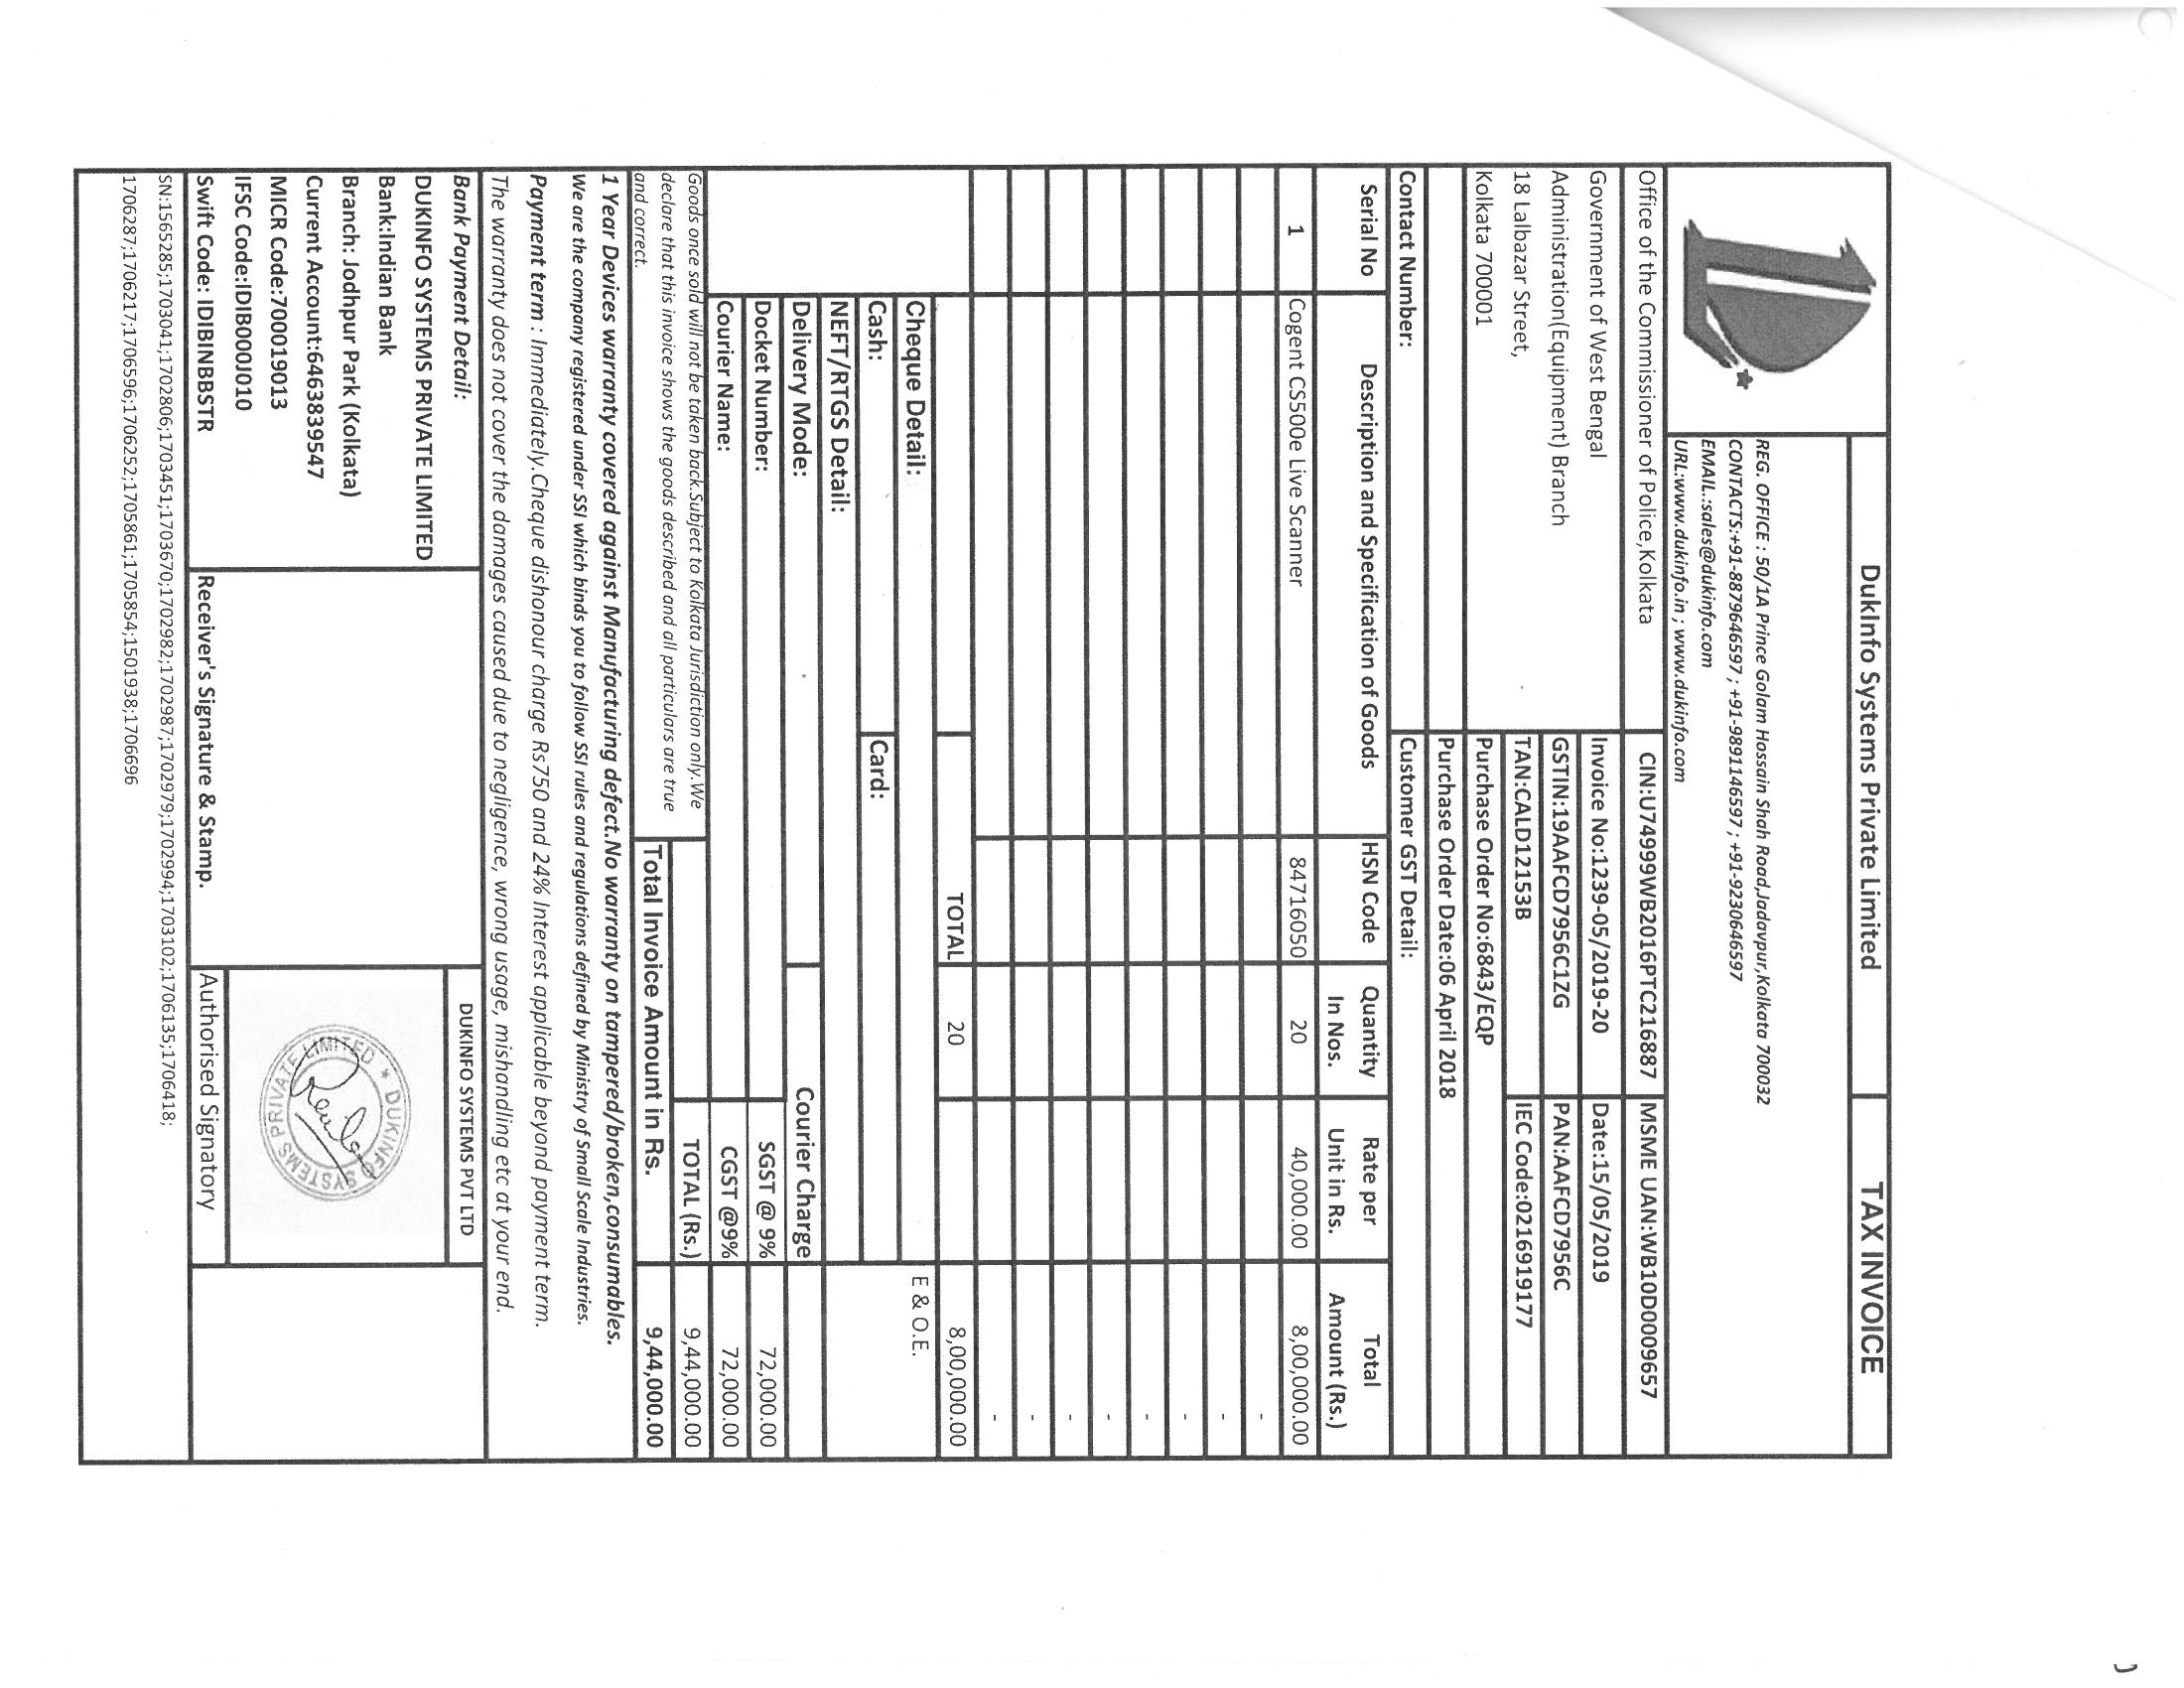 DukInfo Systems Private Limited
TAX INVOICE
REG. OFFICE : 50/1A Prince Golam Hossain Shah Road,Jadavpur,Kolkata 700032
CONTACTS:+91-8879646597 ; +91-9891146597 ; +91-9230646597
EMAIL.:sales@dukinfo.com
URL:www.dukinfo.in ; www.dukinfo.com
Office of the Commissioner of Police,Kolkata
CIN:U74999WB2016PTC216887 MSME UAN:WB10D0009657
Government of West Bengal
Invoice No:1239-05/2019-20 Date:15/05/2019
Administration(Equipment) Branch
GSTIN:19AAFCD7956C1ZG PAN:AAFCD7956C
18 Lalbazar Street,
TAN:CALD12153B IEC Code:0216919177
Kolkata 700001
Purchase Order No:6843/EQP
Purchase Order Date:06 April 2018
Contact Number: Customer GST Detail:
Serial No Description and Specification of Goods HSN Code Quantity In Nos. Rate per Unit in Rs. Total Amount (Rs.)
1 Cogent CS500e Live Scanner 84716050 20 40,000.00 8,00,000.00
-
-
-
-
-
-
-
-
TOTAL 20 8,00,000.00
Cheque Detail: E & O.E.
Cash: Card:
NEFT/RTGS Detail:
Delivery Mode: Courier Charge
Docket Number: SGST @ 9% 72,000.00
Courier Name: CGST @9% 72,000.00
Goods once sold will not be taken back.Subject to Kolkata Jurisdiction only.We
declare that this invoice shows the goods described and all particulars are true
and correct.
TOTAL (Rs.) 9,44,000.00
Total Invoice Amount in Rs. 9,44,000.00
1 Year Devices warranty covered against Manufacturing defect.No warranty on tampered/broken,consumables.
We are the company registered under SSI which binds you to follow SSI rules and regulations defined by Ministry of Small Scale Industries.
Payment term : Immediately.Cheque dishonour charge Rs750 and 24% Interest applicable beyond payment term.
The warranty does not cover the damages caused due to negligence, wrong usage, mishandling etc at your end.
Bank Payment Detail:
DUKINFO SYSTEMS PVT LTD
DUKINFO SYSTEMS PRIVATE LIMITED
Bank:Indian Bank
Branch: Jodhpur Park (Kolkata)
Current Account:6463839547
MICR Code:700019013
IFSC Code:IDIB000J010
DUKINFO SYSTEMS PRIVATE LIMITED
Swift Code: IDIBINBBSTR Receiver's Signature & Stamp. Authorised Signatory
SN:1565285;1703041;1702806;1703451;1703670;1702982;1702987;1702979;1702994;1703102;1706135;1706418;
1706287;1706217;1706596;1706252;1705861;1705854;1501938;1706696